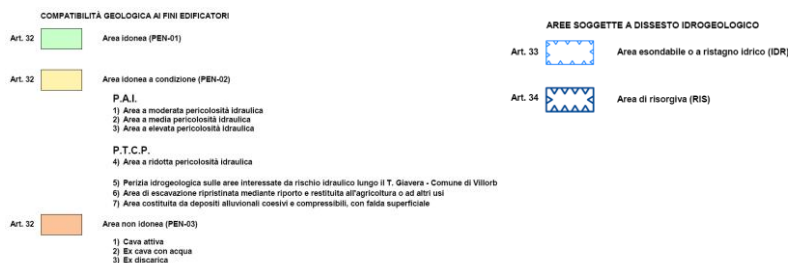 COMPATIBILITÀ GEOLOGICA AI FINI EDIFICATORI
Art. 32 Area idonea (PEN-01)
Art. 32 Area idonea a condizione (PEN-02)
P.A.I.
1) Area a moderata pericolosità idraulica
2) Area a media pericolosità idraulica
3) Area a elevata pericolosità idraulica
P.T.C.P.
4) Area a ridotta pericolosità idraulica
5) Perizia idrogeologica sulle aree interessate da rischio idraulico lungo il T. Giavera - Comune di Villorb
6) Area di escavazione ripristinata mediante riporto e restituita all'agricoltura o ad altri usi
7) Area costituita da depositi alluvionali coesivi e compressibili, con falda superficiale
Art. 32 Area non idonea (PEN-03)
1) Cava attiva
2) Ex cava con acqua
3) Ex discarica
AREE SOGGETTE A DISSESTO IDROGEOLOGICO
Art. 33 Area esondabile o a ristagno idrico (IDR)
Art. 34 Area di risorgiva (RIS)